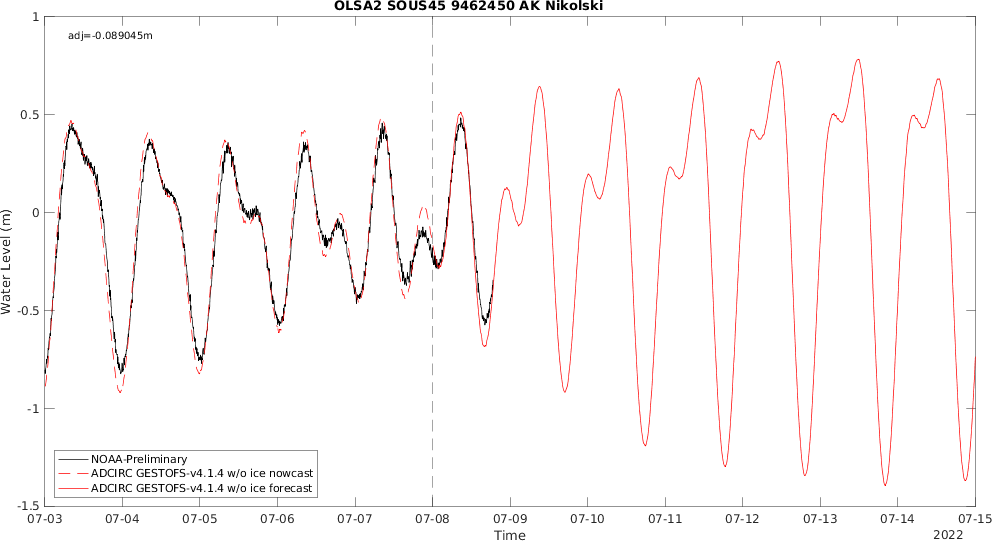 OLSA2 SOUS45 9462450 AK Nikolski
adj=-0.089045m
1
0.5
0
-0.5
-1
-1.5
Water Level (m)
NOAA-Preliminary
ADCIRC GESTOFS-v4.1.4 w/o ice nowcast
ADCIRC GESTOFS-v4.1.4 w/o ice forecast
07-03 07-04 07-05 07-06 07-07 07-08 07-09 07-10 07-11 07-12 07-13 07-14 07-15
Time
2022